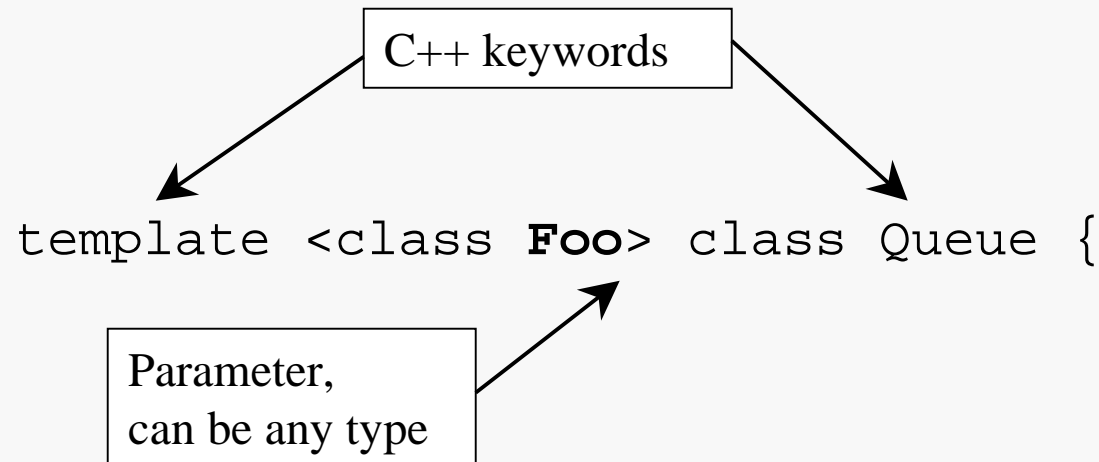 C++ keywords
template <class Foo> class Queue {
Parameter,
can be any type